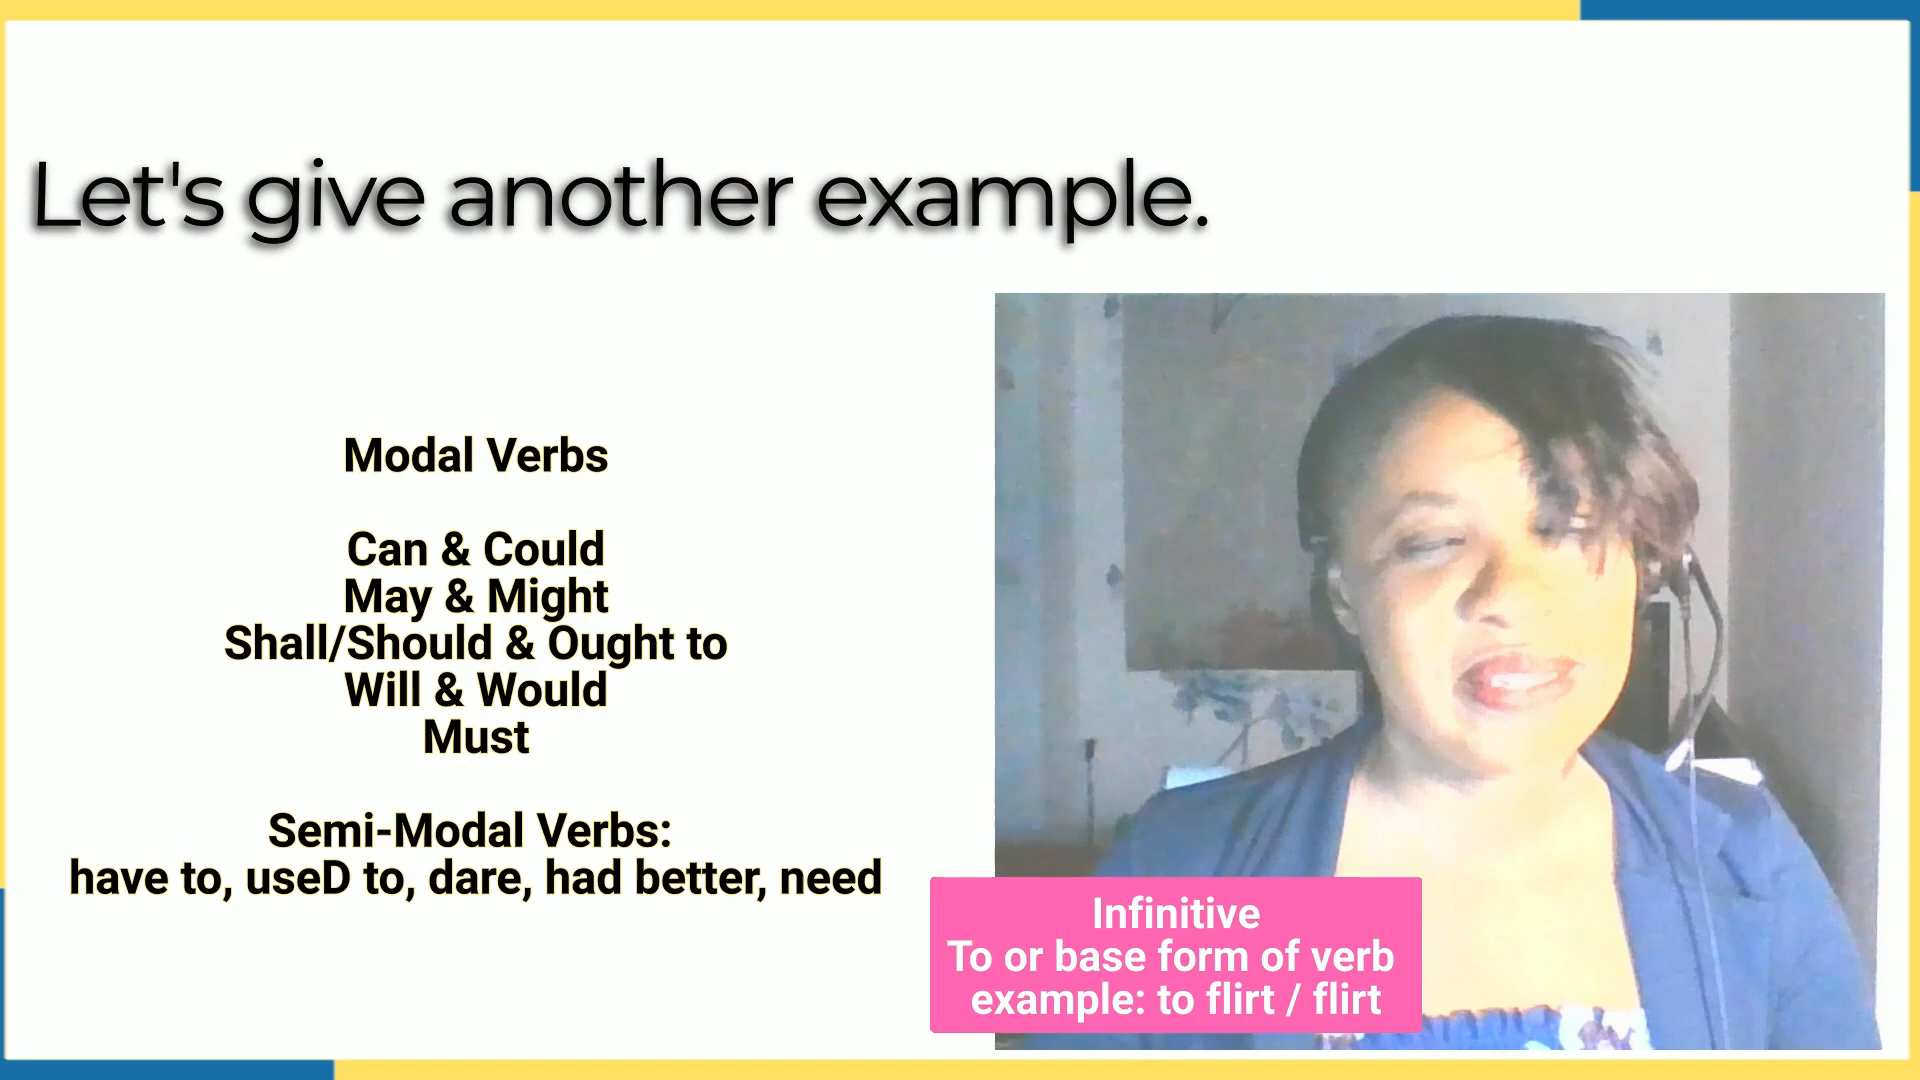 Let's give another example.
Modal Verbs
Can & Could
May & Might
Shall/Should & Ought to
Will & Would
Must
Semi-Modal Verbs:
have to, useD to, dare, had better, need
Infinitive
To or base form of verb
example: to flirt / flirt